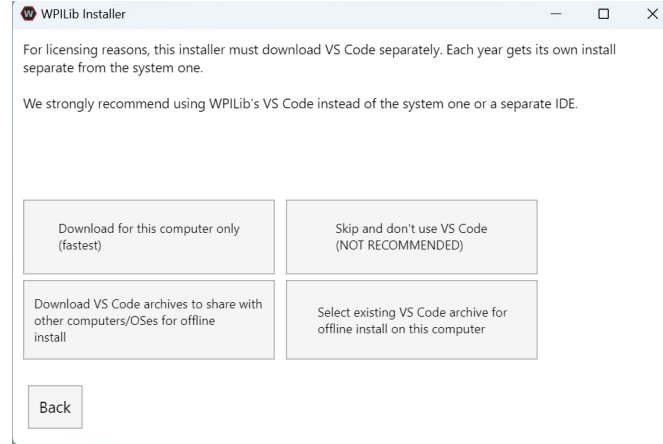 WPILib Installer
For licensing reasons, this installer must download VS Code separately. Each year gets its own install
separate from the system one.
We strongly recommend using WPILib's VS Code instead of the system one or a separate IDE.
Download for this computer only
(fastest)
Skip and don't use VS Code
(NOT RECOMMENDED)
Download VS Code archives to share with
other computers/OSes for offline
install
Select existing VS Code archive for
offline install on this computer
Back